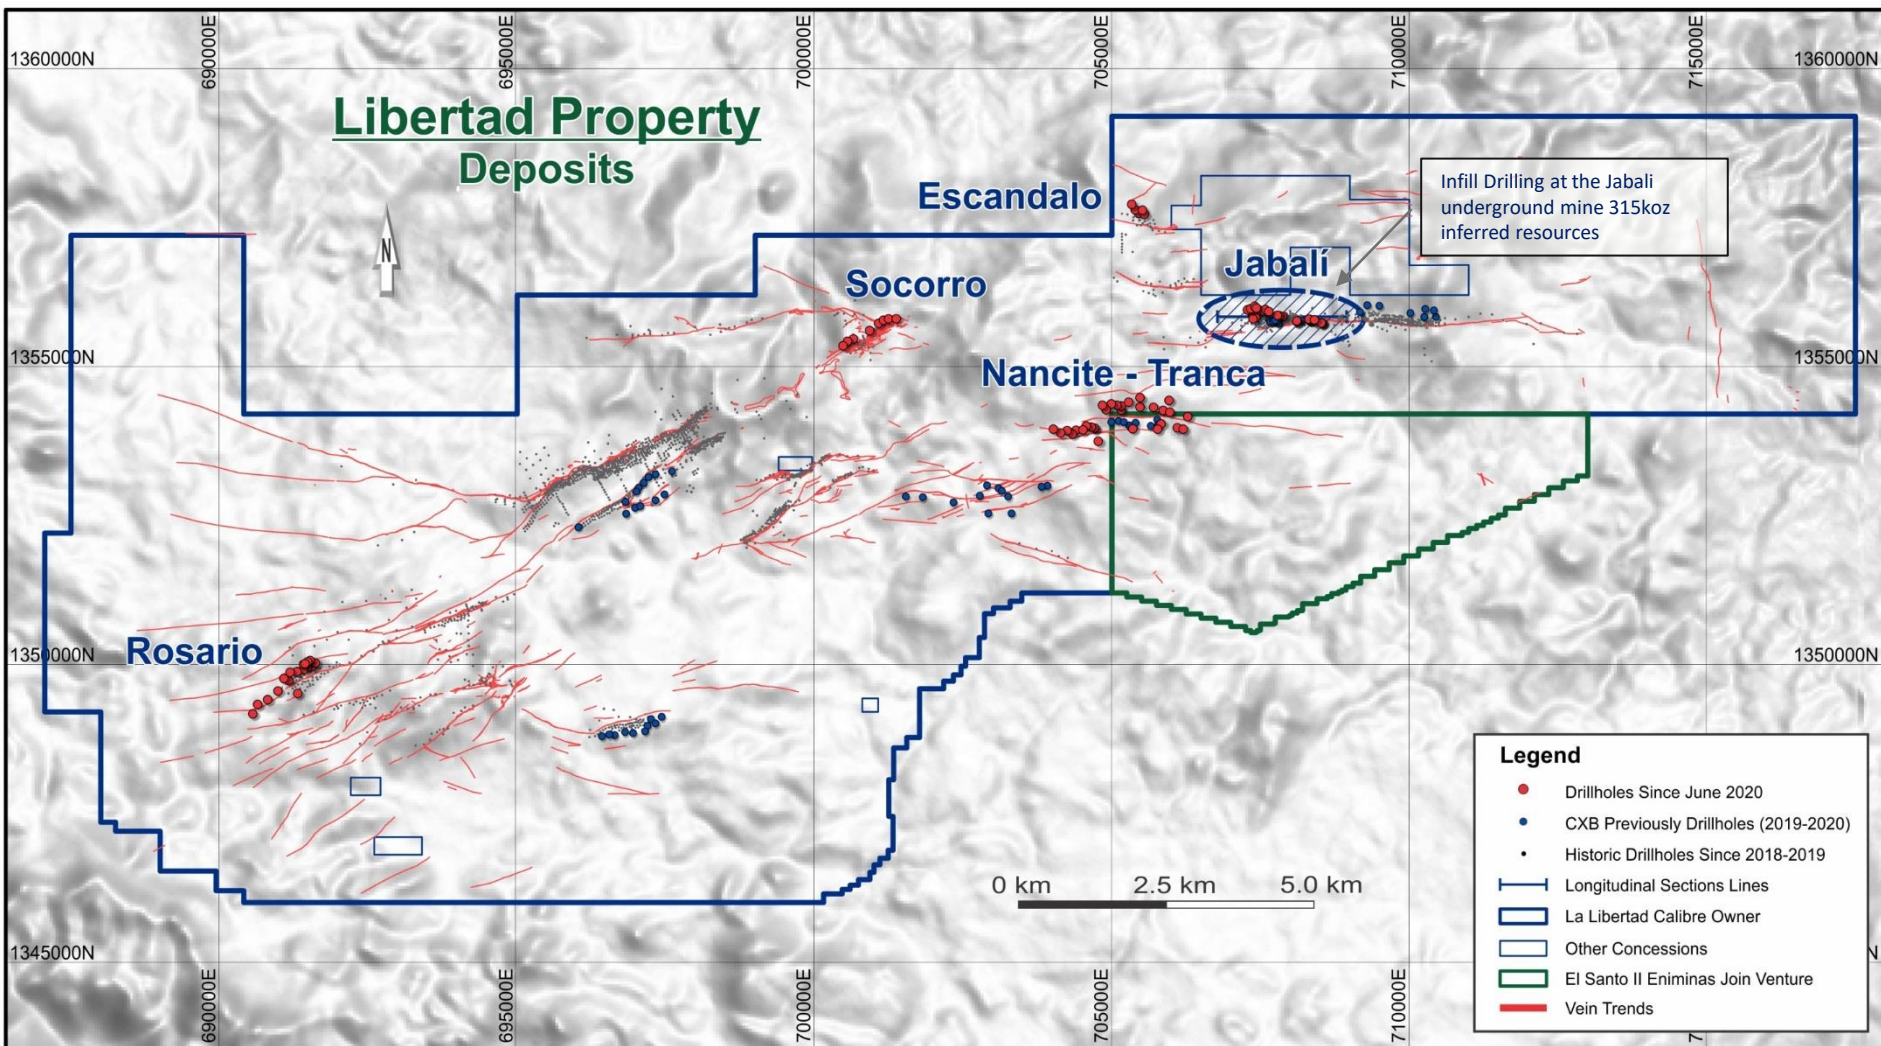 690000E
695000E
700000E
705000E
710000E
715000E
1360000N
1360000N
Libertad Property
Deposits
N
Escandalo
Infill Drilling at the Jabali
underground mine 315koz
inferred resources
Jabalí
Socorro
1355000N
1355000N
Nancite - Tranca
Rosario
1350000N
1350000N
Legend
Drillholes Since June 2020
CXB Previously Drillholes (2019-2020)
Historic Drillholes Since 2018-2019
Longitudinal Sections Lines
La Libertad Calibre Owner
Other Concessions
El Santo II Eniminas Join Venture
Vein Trends
0 km 2.5 km 5.0 km
1345000N
N
690000E
695000E
700000E
705000E
710000E